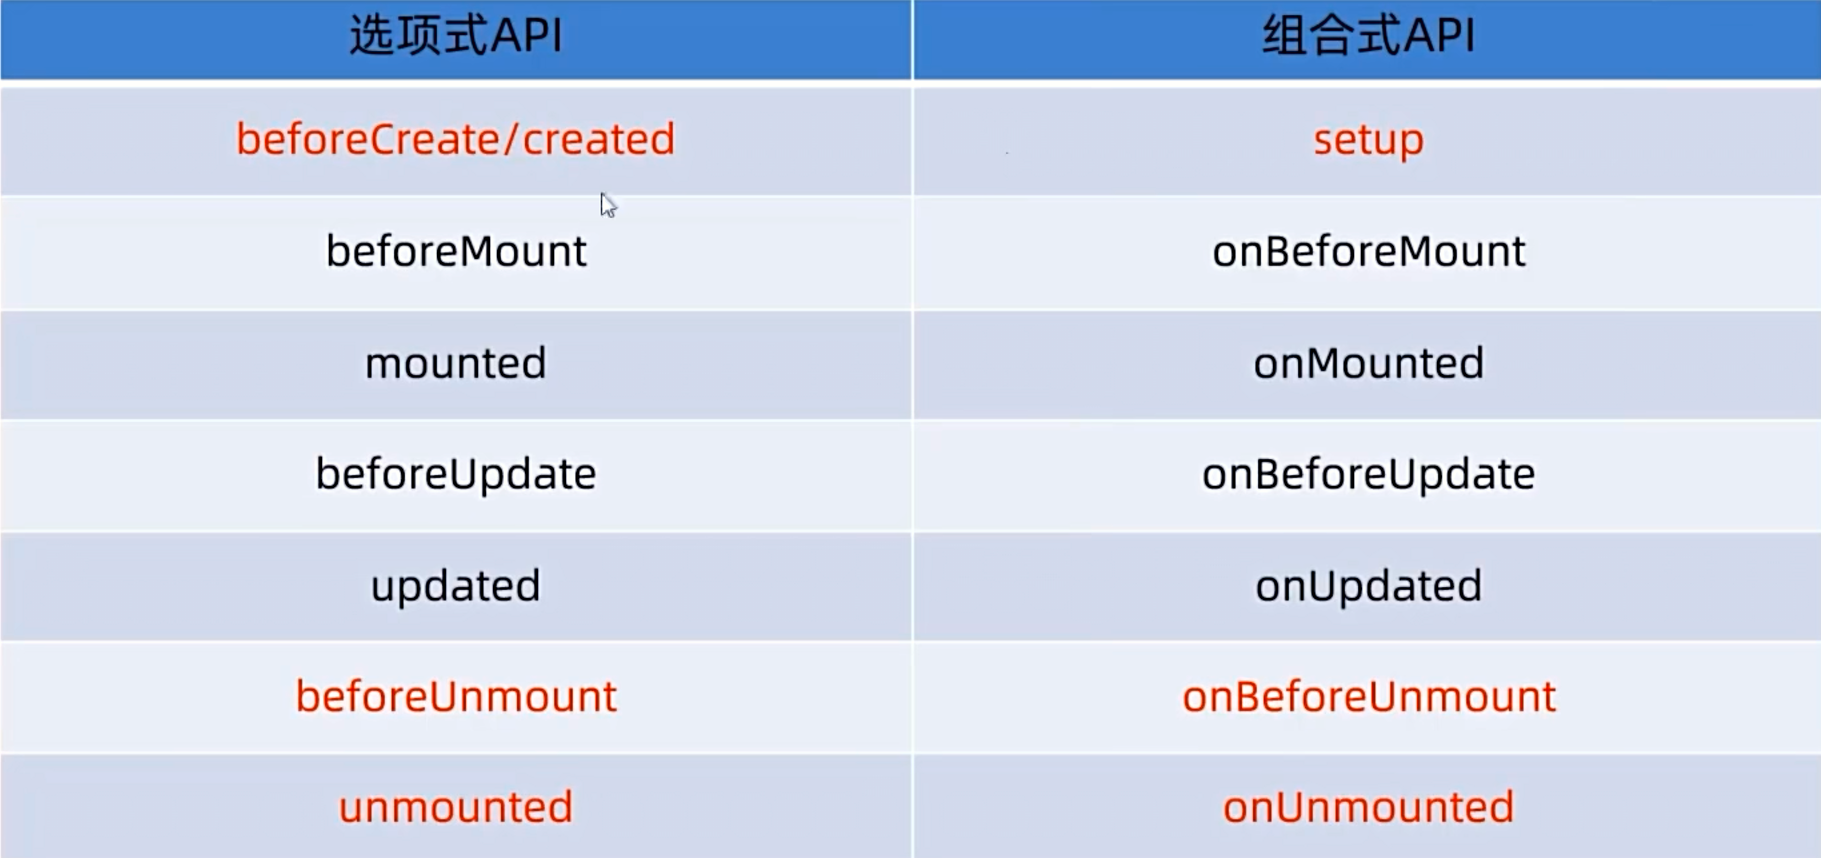 选项式API 组合式API
beforeCreate/created setup
beforeMount onBeforeMount
mounted onMounted
beforeUpdate onBeforeUpdate
updated onUpdated
beforeUnmount onBeforeUnmount
unmounted onUnmounted